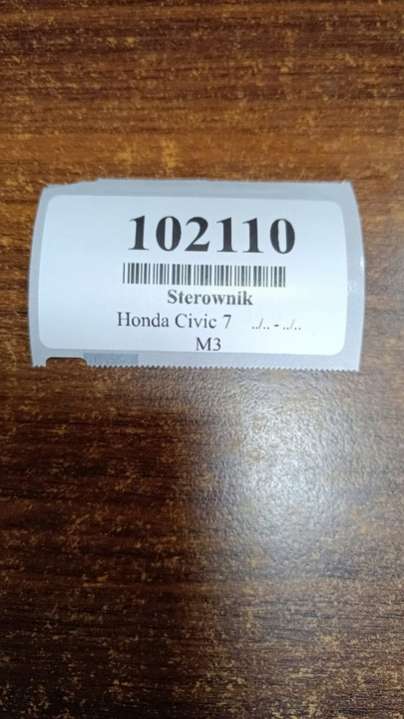 102110
Sterownik
Honda Civic 7 ../.. - ../..
M3